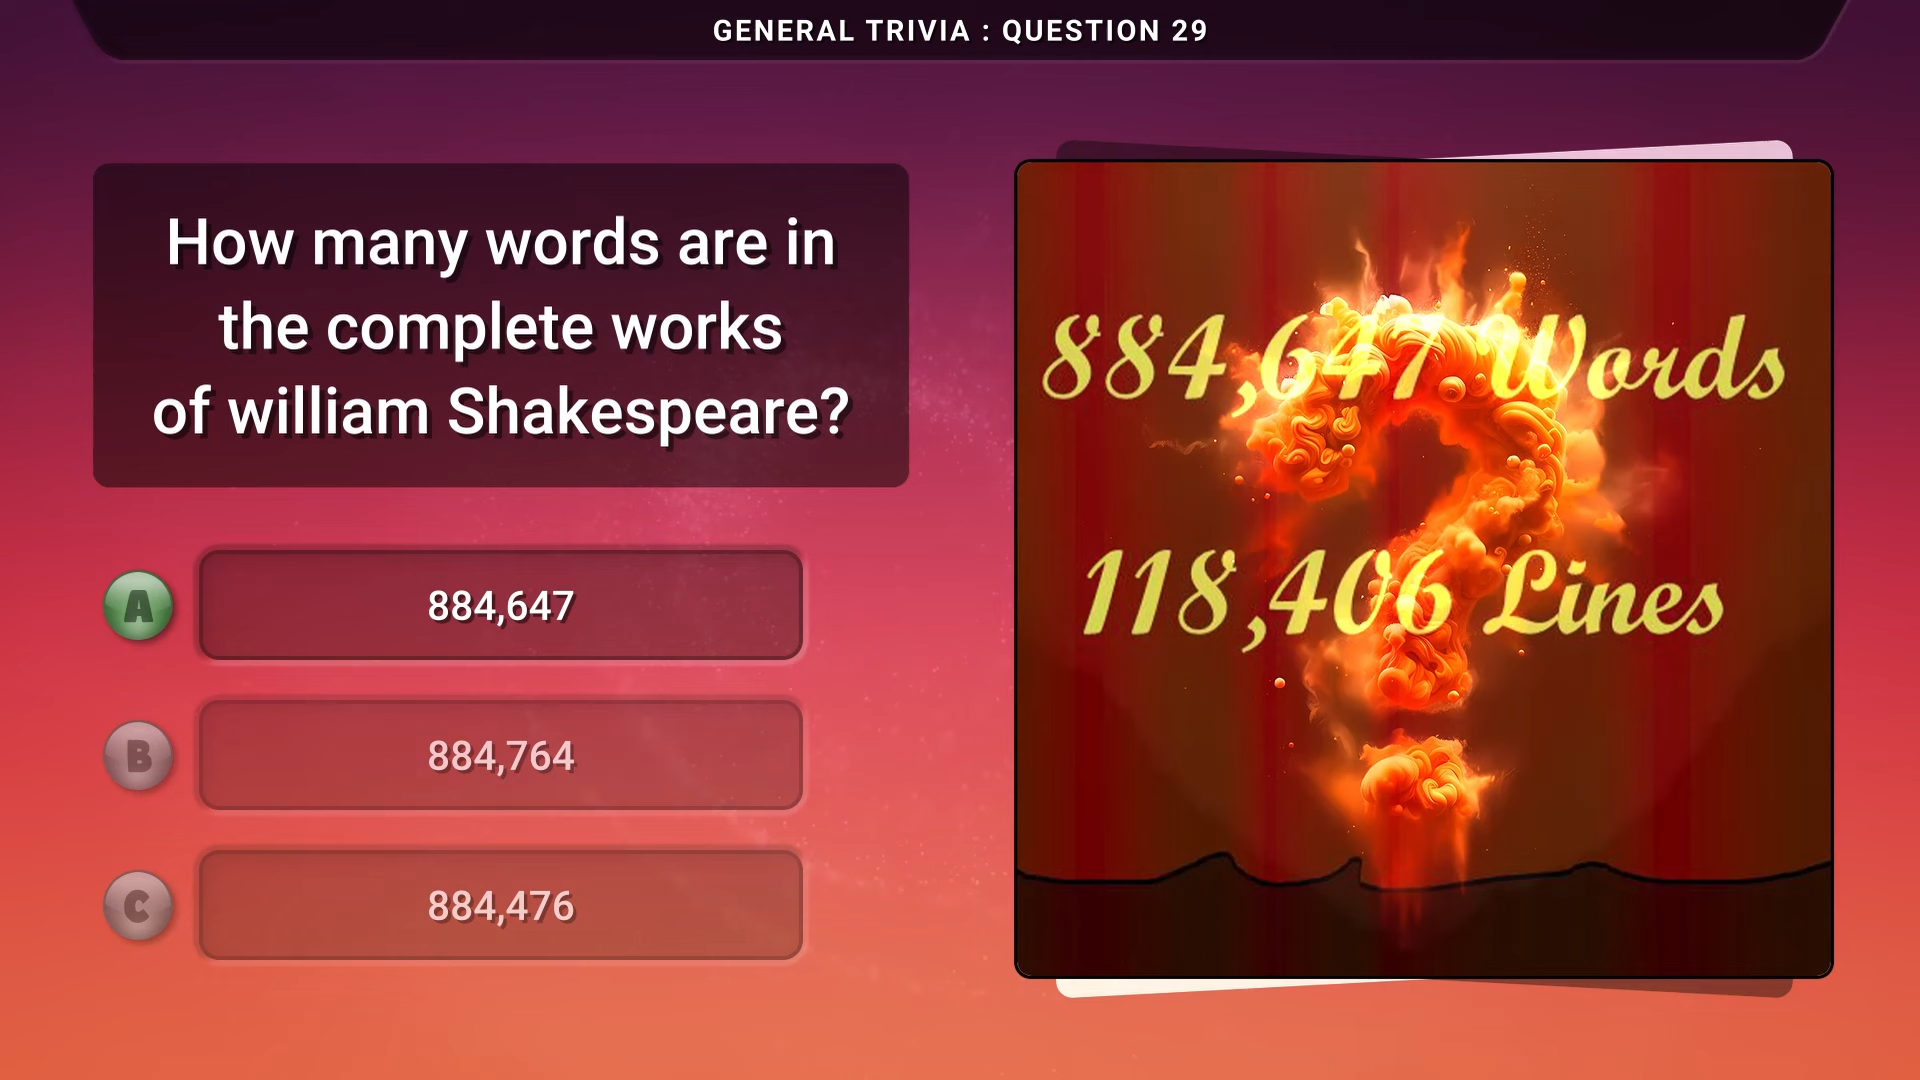 GENERAL TRIVIA : QUESTION 29
How many words are in
the complete works
of william Shakespeare?
A
884,647
B
884,764
C
884,476
884,647 Words
118,406 Lines